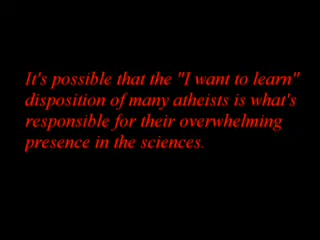 It's possible that the "I want to learn"
disposition of many atheists is what's
responsible for their overwhelming
presence in the sciences.